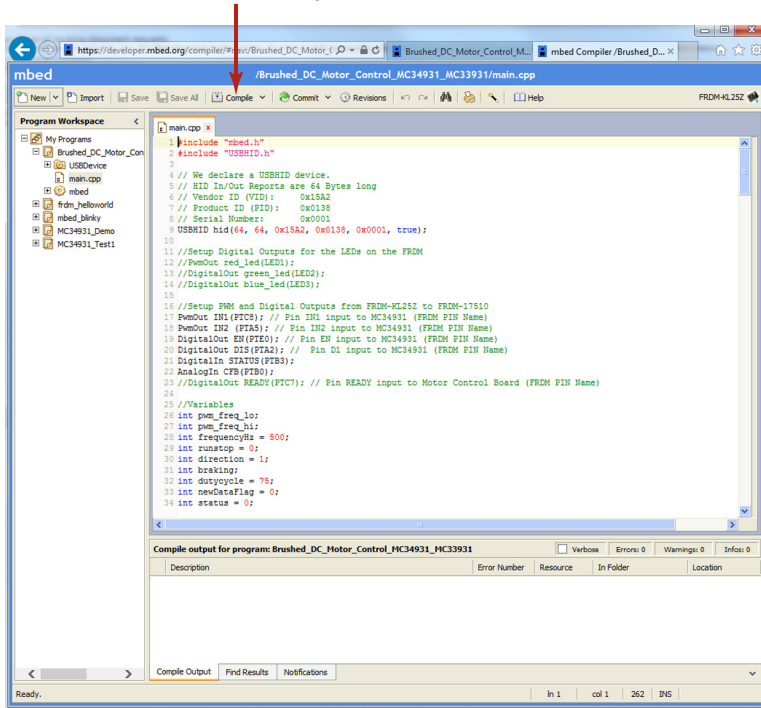 https://developer.mbed.org/compiler/#nav:/Brushed_DC_Motor_(
Brushed_DC_Motor_Control_M...
mbed Compiler /Brushed_D...
mbed
/Brushed_DC_Motor_Control_MC34931_MC33931/main.cpp
New Import Save Save All Compile Commit Revisions Help FRDM-KL25Z
Program Workspace
My Programs
Brushed_DC_Motor_Con
USBDevice
main.cpp
mbed
frdm_helloworld
mbed_blinky
MC34931_Demo
MC34931_Test1
main.cpp
1 #include "mbed.h"
2 #include "USBHID.h"
3
4 // We declare a USBHID device.
5 // HID In/Out Reports are 64 Bytes long
6 // Vendor ID (VID): 0x15A2
7 // Product ID (PID): 0x0138
8 // Serial Number: 0x0001
9 USBHID hid(64, 64, 0x15A2, 0x0138, 0x0001, true);
10
11 //Setup Digital Outputs for the LEDs on the FRDM
12 //PwmOut red_led(LED1);
13 //DigitalOut green_led(LED2);
14 //DigitalOut blue_led(LED3);
15
16 //Setup PWM and Digital Outputs from FRDM-KL25Z to FRDM-17510
17 PwmOut IN1(PTC8); // Pin IN1 input to MC34931 (FRDM PIN Name)
18 PwmOut IN2 (PTA5); // Pin IN2 input to MC34931 (FRDM PIN Name)
19 DigitalOut EN(PTE0); // Pin EN input to MC34931 (FRDM PIN Name)
20 DigitalOut DIS(PTA2); // Pin D1 input to MC34931 (FRDM PIN Name)
21 DigitalIn STATUS(PTB3);
22 AnalogIn CFB(PTB0);
23 //DigitalOut READY(PTC7); // Pin READY input to Motor Control Board (FRDM PIN Name)
24
25 //Variables
26 int pwm_freq_lo;
27 int pwm_freq_hi;
28 int frequencyHz = 500;
29 int runstop = 0;
30 int direction = 1;
31 int braking;
32 int dutycycle = 75;
33 int newDataFlag = 0;
34 int status = 0;
Compile output for program: Brushed_DC_Motor_Control_MC34931_MC33931 Verbose Errors: 0 Warnings: 0 Infos: 0
Description Error Number Resource In Folder Location
Compile Output Find Results Notifications
Ready. ln 1 col 1 262 INS